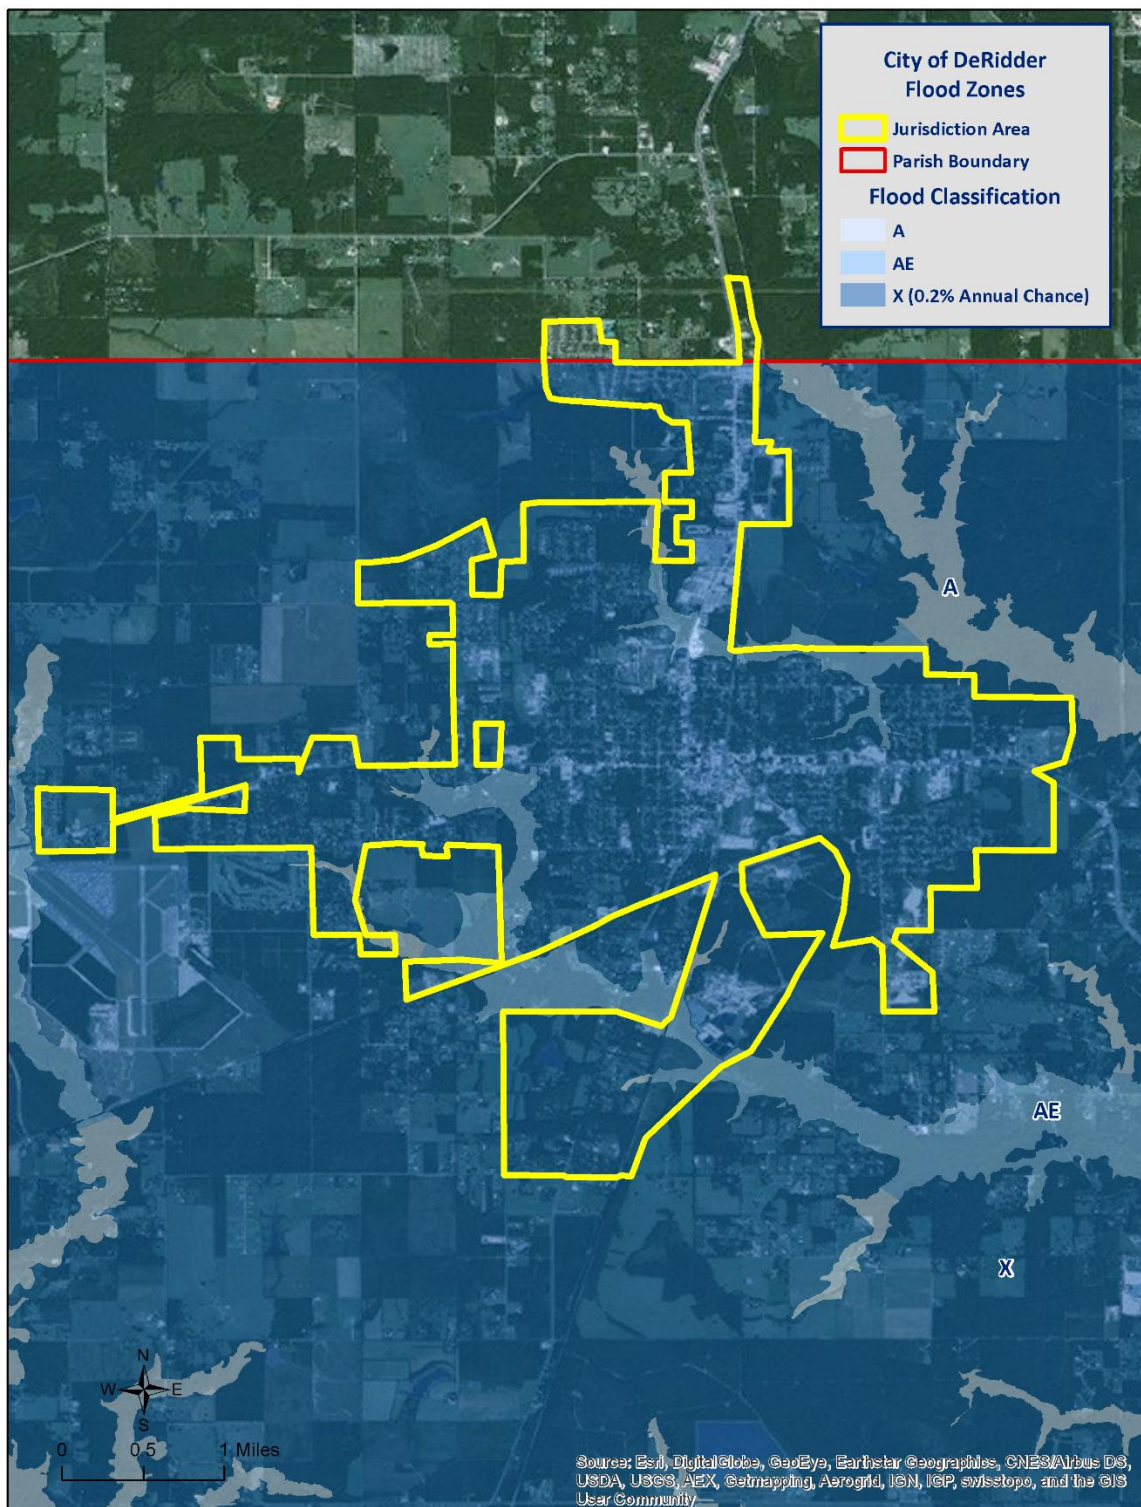 City of DeRidder
Flood Zones
Jurisdiction Area
Parish Boundary
Flood Classification
A
AE
X (0.2% Annual Chance)
A
AE
X
N
W E
S
0 0.5 1 Miles
Source: Esri, DigitalGlobe, GeoEye, Earthstar Geographics, CNES/Airbus DS,
USDA, USGS, AEX, Getmapping, Aerogrid, IGN, IGP, swisstopo, and the GIS
User Community